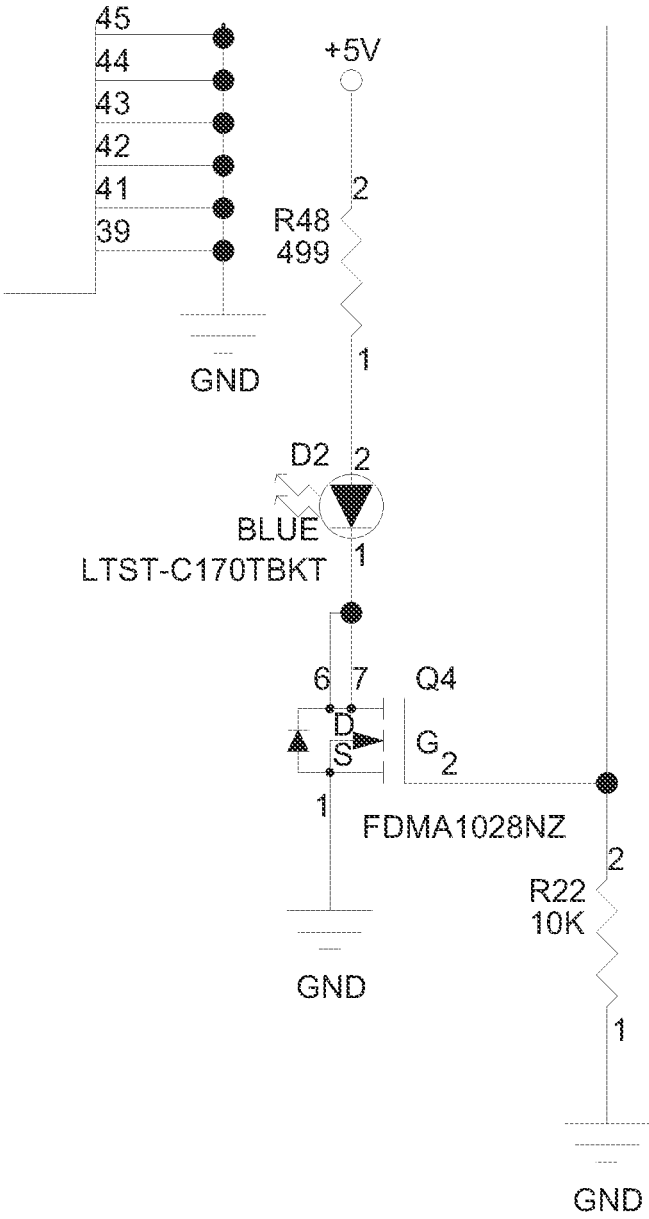 45
44
43
42
41
39
GND
+5V
2
R48
499
1
D2
2
BLUE
1
LTST-C170TBKT
6
7
Q4
D
S
G
2
1
FDMA1028NZ
GND
2
R22
10K
1
GND